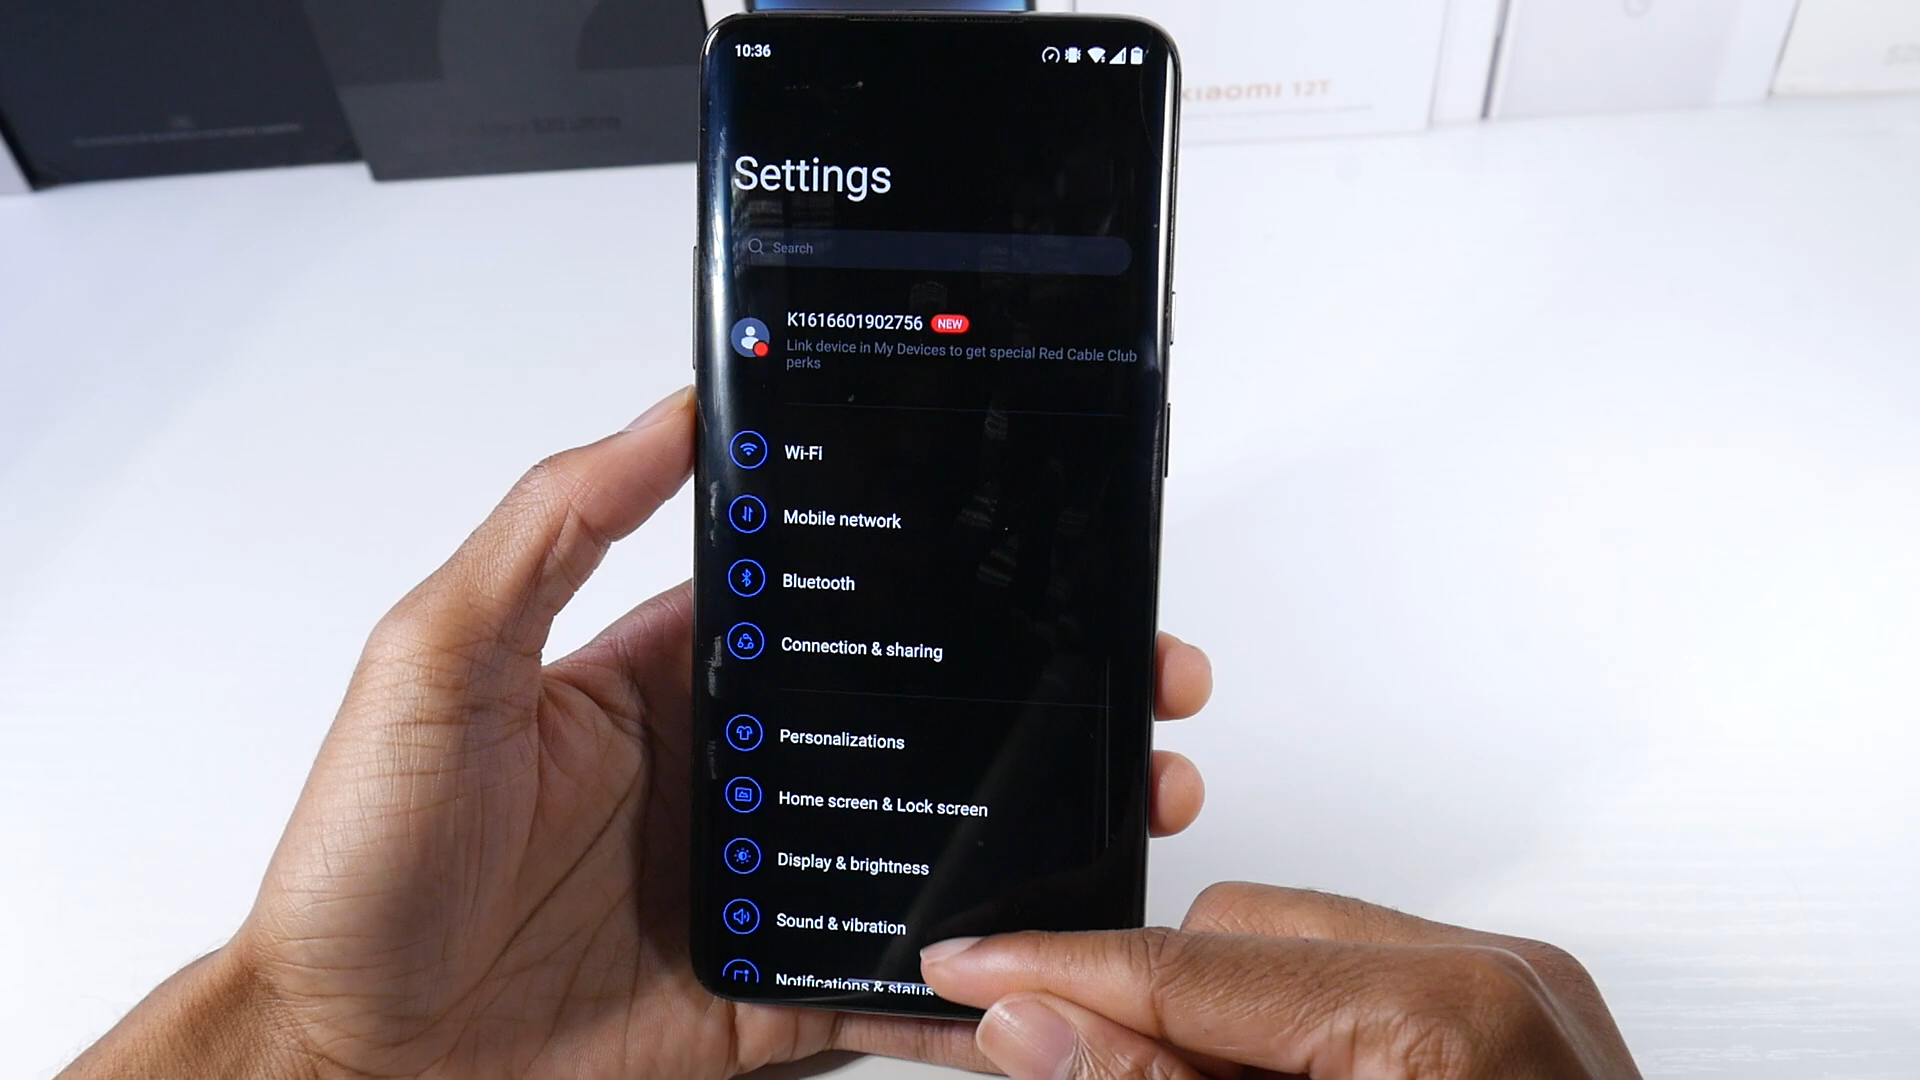 xiaomi 12T
10:36
Settings
Search
K1616601902756 NEW
Link device in My Devices to get special Red Cable Club
perks
Wi-Fi
Mobile network
Bluetooth
Connection & sharing
Personalizations
Home screen & Lock screen
Display & brightness
Sound & vibration
Notifications & status